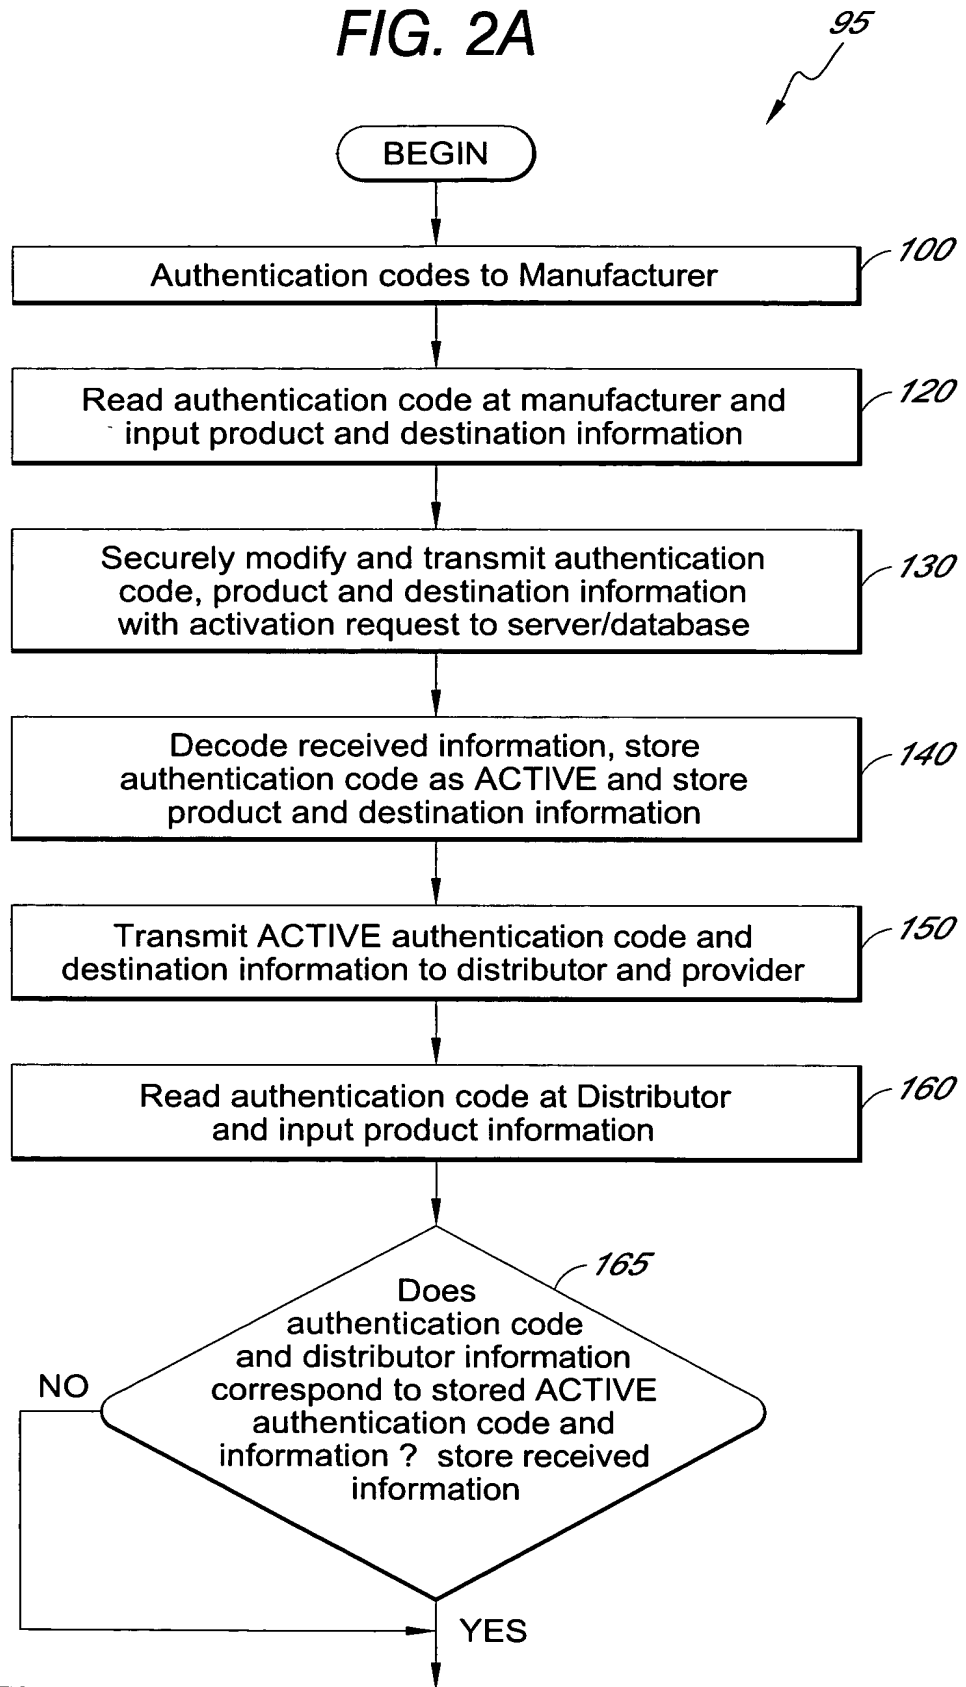 FIG. 2A
95
BEGIN
Authentication codes to Manufacturer
100
Read authentication code at manufacturer and
input product and destination information
120
Securely modify and transmit authentication
code, product and destination information
with activation request to server/database
130
Decode received information, store
authentication code as ACTIVE and store
product and destination information
140
Transmit ACTIVE authentication code and
destination information to distributor and provider
150
Read authentication code at Distributor
and input product information
160
165
Does
authentication code
and distributor information
correspond to stored ACTIVE
authentication code and
information ? store received
information
NO
YES